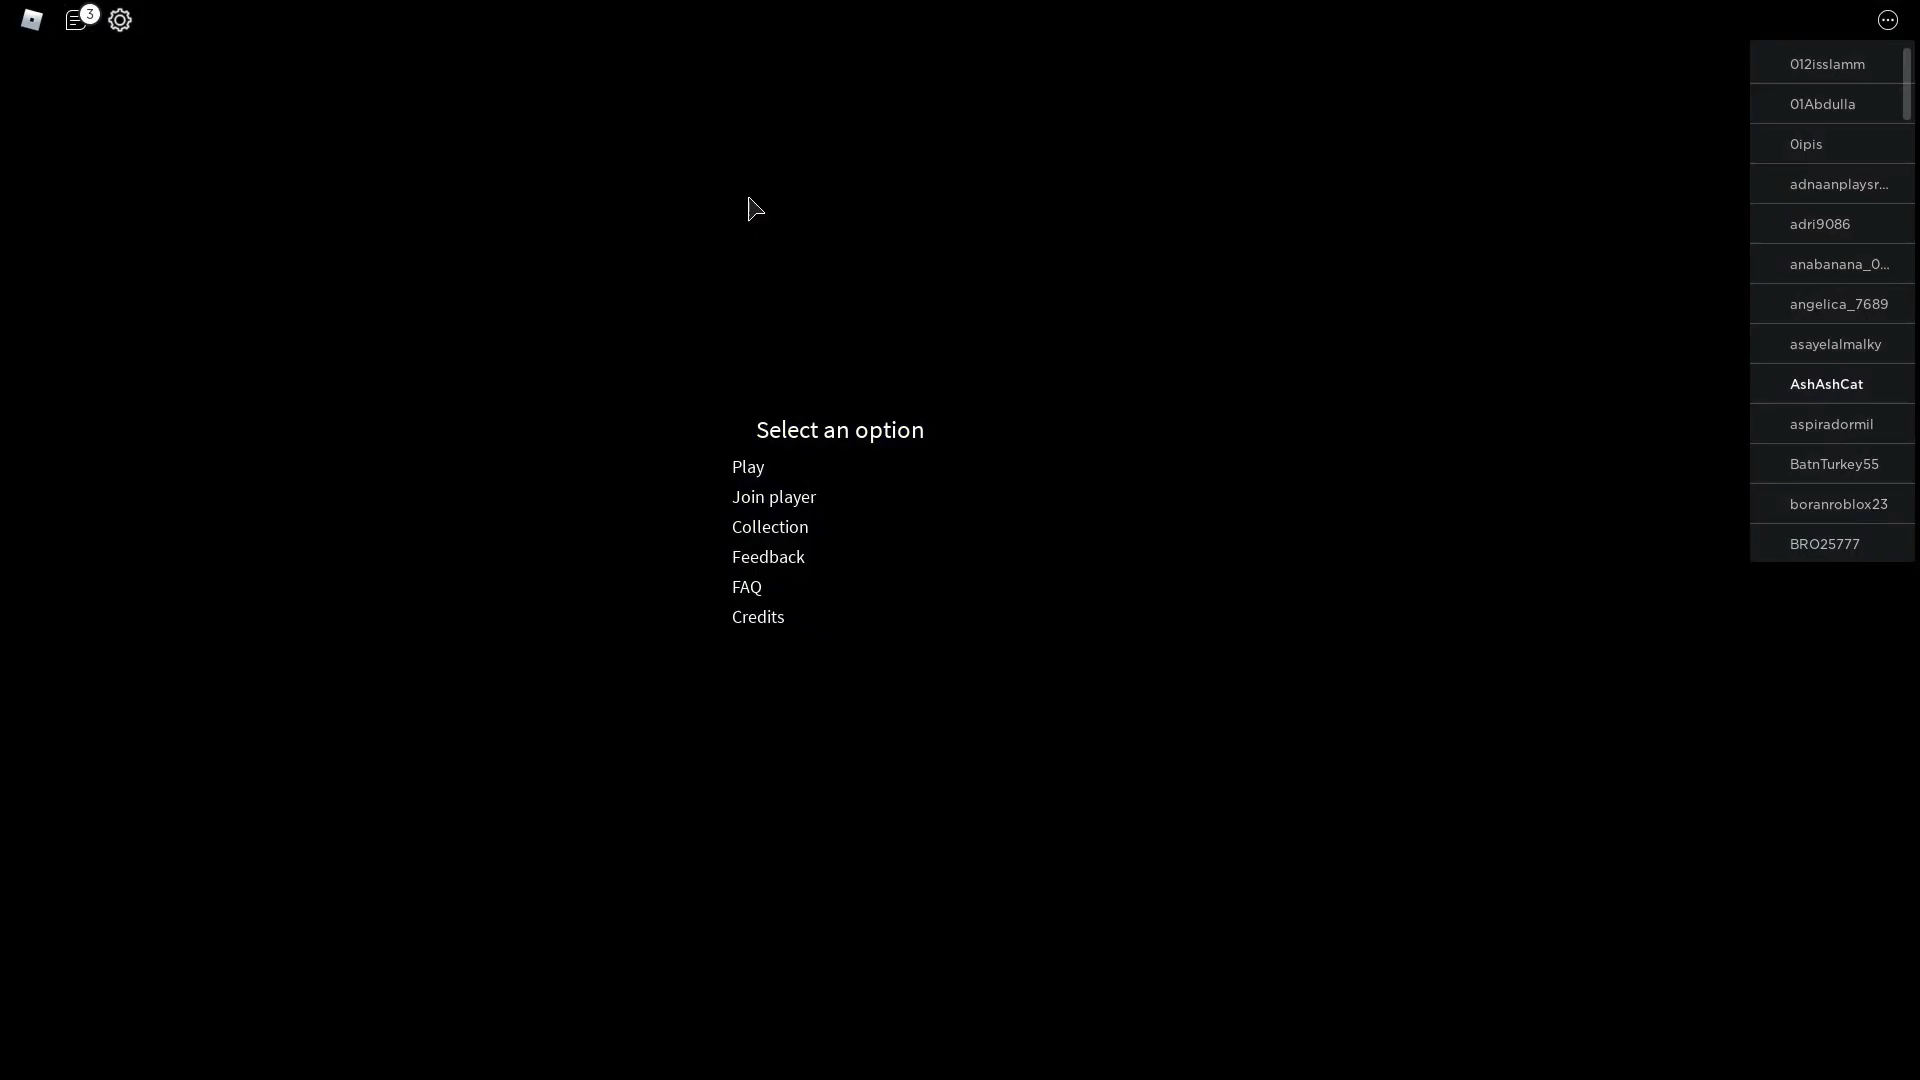 3
012isslamm
01Abdulla
0ipis
adnaanplaysr...
adri9086
anabanana_0...
angelica_7689
asayelalmalky
AshAshCat
aspiradormil
BatnTurkey55
boranroblox23
BRO25777
Select an option
Play
Join player
Collection
Feedback
FAQ
Credits